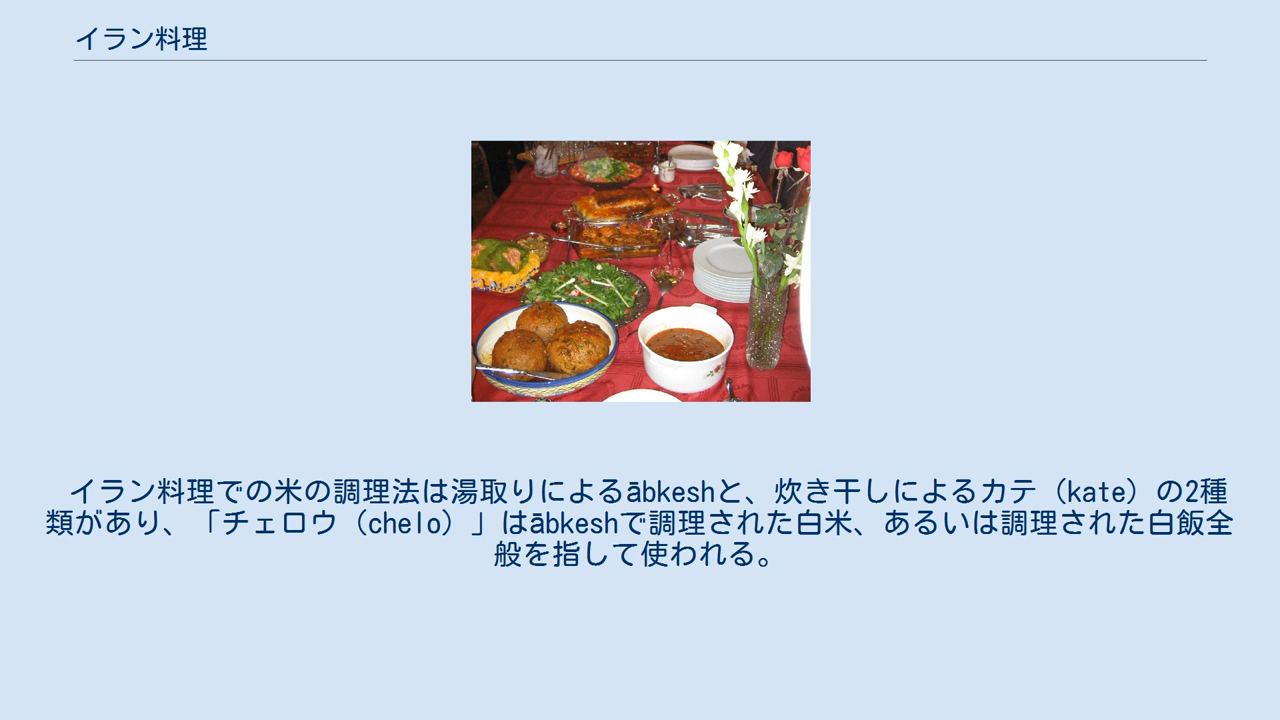 イラン料理
イラン料理での米の調理法は湯取りによるābkeshと、炊き干しによるカテ（kate）の2種
類があり、「チェロウ（chelo）」はābkeshで調理された白米、あるいは調理された白飯全
般を指して使われる。